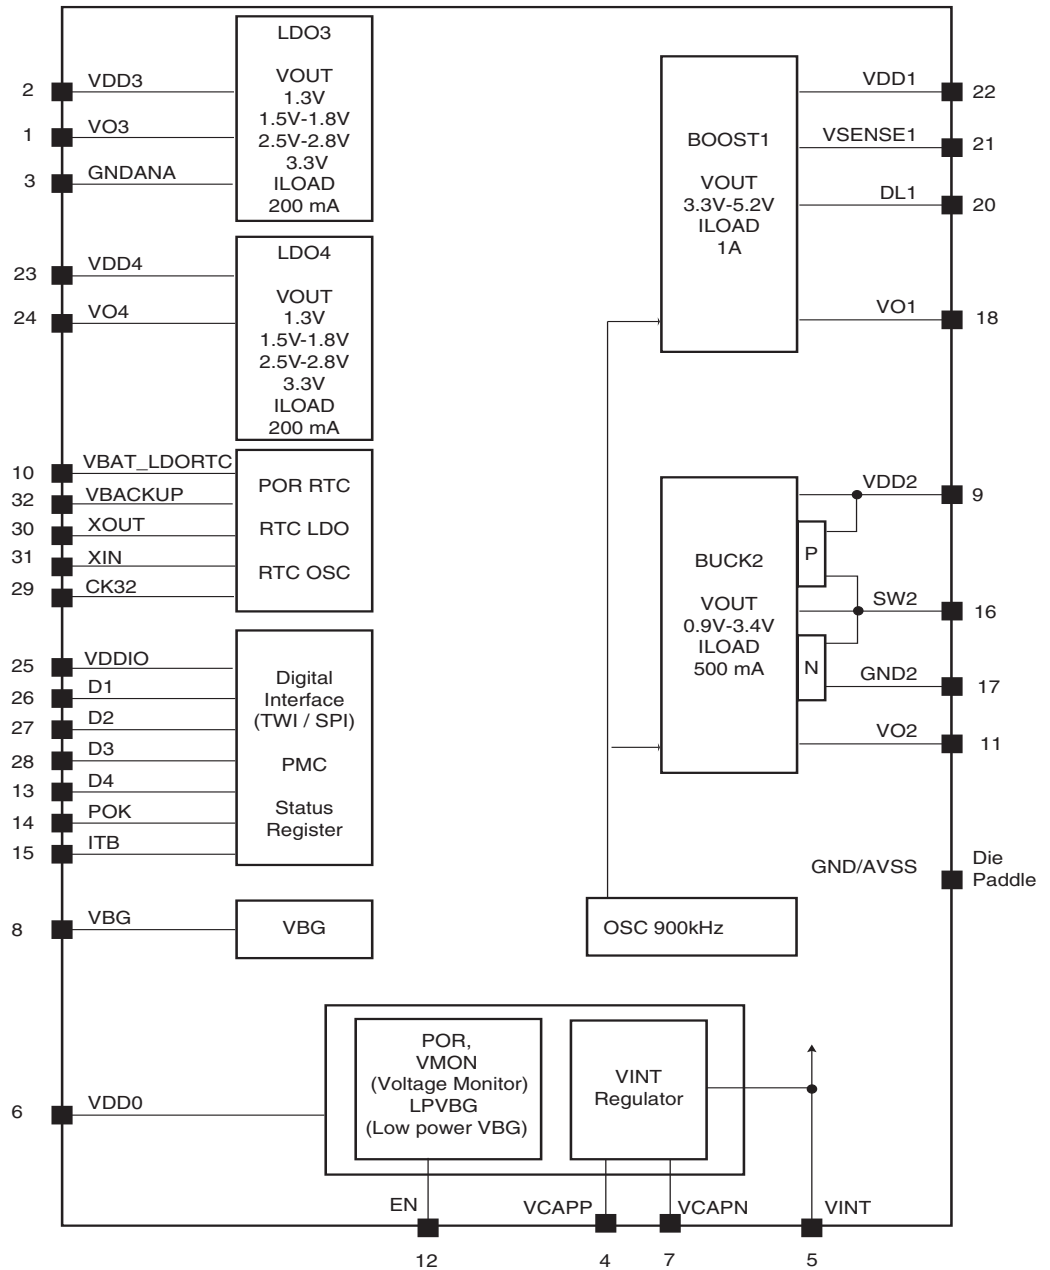 LDO3
VOUT
1.3V
1.5V-1.8V
2.5V-2.8V
3.3V
ILOAD
200 mA
2
VDD3
1
VO3
3
GNDANA
LDO4
VOUT
1.3V
1.5V-1.8V
2.5V-2.8V
3.3V
ILOAD
200 mA
23
VDD4
24
VO4
10
VBAT_LDORTC
32
VBACKUP
30
XOUT
31
XIN
29
CK32
POR RTC
RTC LDO
RTC OSC
25
VDDIO
26
D1
27
D2
28
D3
13
D4
14
POK
15
ITB
Digital
Interface
(TWI / SPI)
PMC
Status
Register
8
VBG
VBG
BOOST1
VOUT
3.3V-5.2V
ILOAD
1A
VDD1
22
VSENSE1
21
DL1
20
VO1
18
BUCK2
VOUT
0.9V-3.4V
ILOAD
500 mA
P
N
VDD2
9
SW2
16
GND2
17
VO2
11
GND/AVSS
Die
Paddle
OSC 900kHz
6
VDD0
POR,
VMON
(Voltage Monitor)
LPVBG
(Low power VBG)
VINT
Regulator
EN
VCAPP
VCAPN
VINT
12
4
7
5